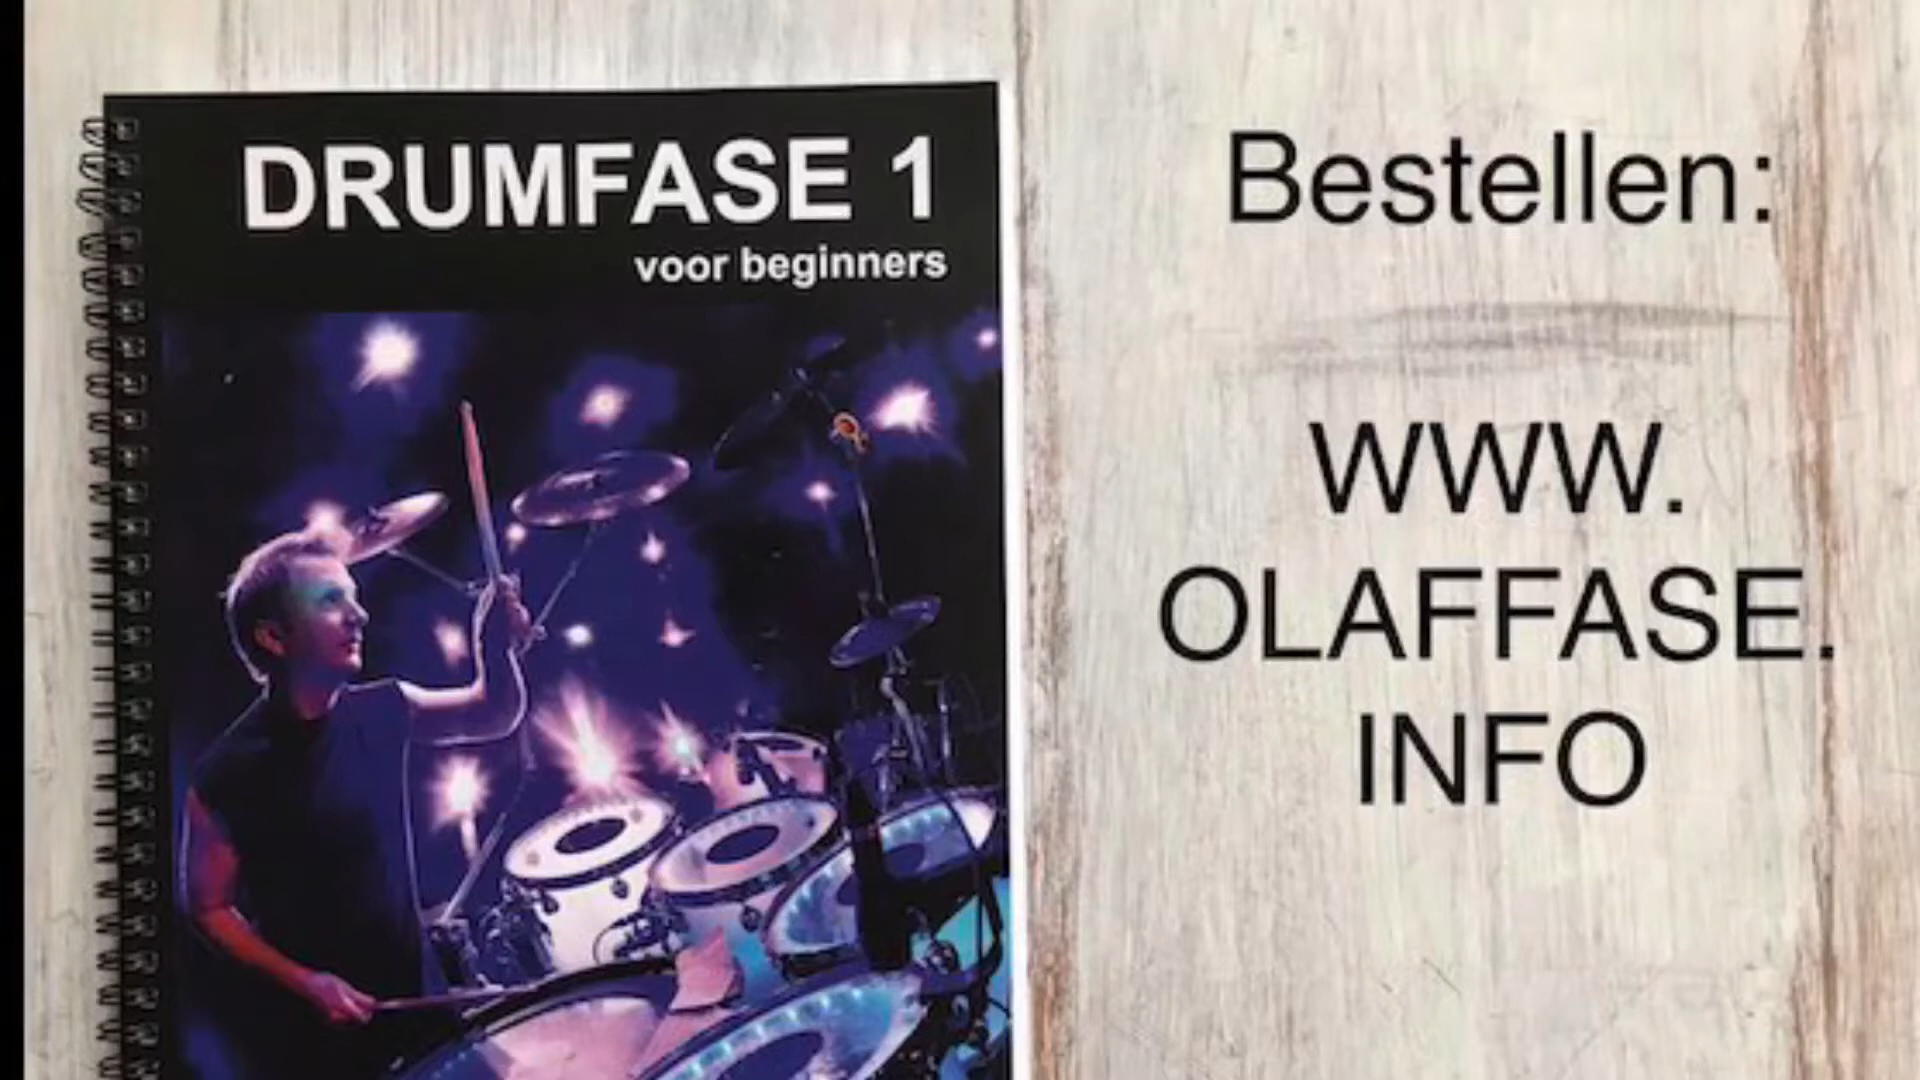 DRUMFASE 1
voor beginners
Bestellen:
WWW.
OLAFFASE.
INFO